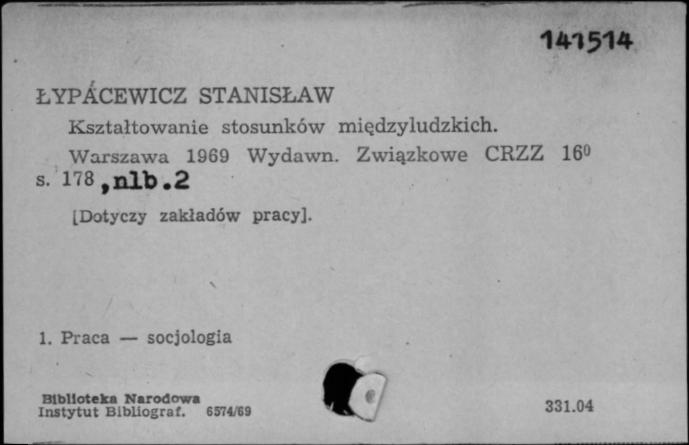 141514
ŁYPACEWICZ STANISŁAW
Kształtowanie stosunków międzyludzkich.
Warszawa 1969 Wydawn. Związkowe CRZZ 16⁰
s. 178, nlb. 2
[Dotyczy zakładów pracy].
1. Praca — socjologia
Biblioteka Narodowa
Instytut Bibliograf. 6574/69
331.04